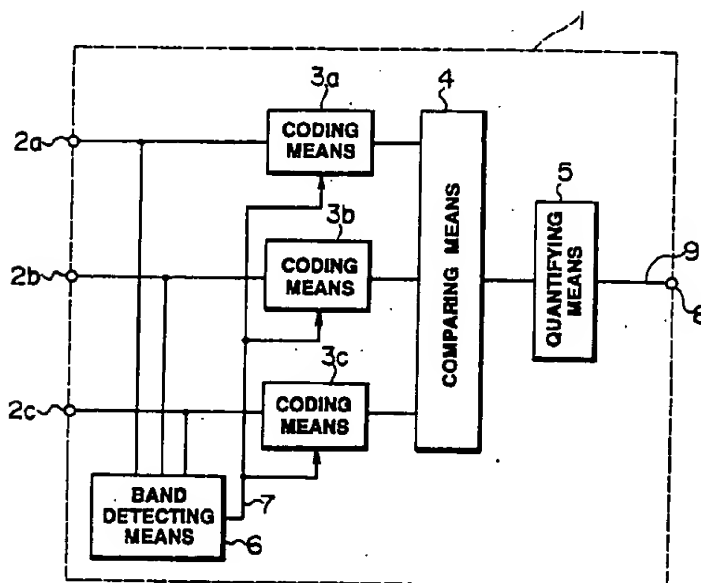 1
3a
4
CODING
MEANS
2a
COMPARING MEANS
5
QUANTIFYING
MEANS
3b
CODING
MEANS
2b
9
8
3c
CODING
MEANS
2c
7
BAND
DETECTING
MEANS
6